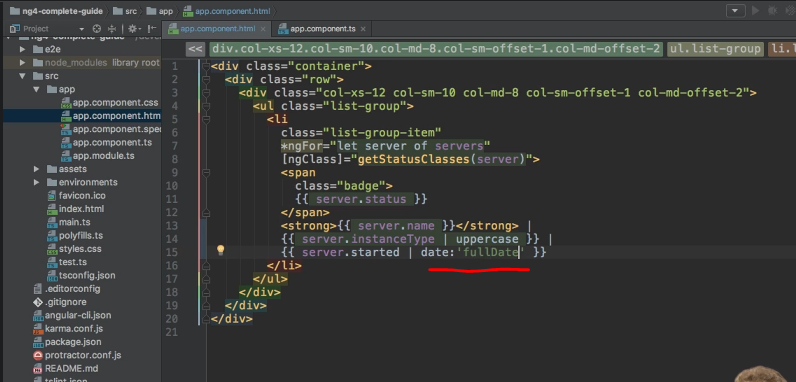 ng4-complete-guide src app app.component.html
Project
app.component.html × app.component.ts ×
ng4-complete-guide
e2e
node_modules library root
src
app
app.component.css
app.component.htm
app.component.spe
app.component.ts
app.module.ts
assets
environments
favicon.ico
index.html
main.ts
polyfills.ts
styles.css
test.ts
tsconfig.json
.editorconfig
.gitignore
angular-cli.json
karma.conf.js
package.json
protractor.conf.js
README.md
tslint.json
<< div.col-xs-12.col-sm-10.col-md-8.col-sm-offset-1.col-md-offset-2 ul.list-group li.l
1 <div class="container">
2 <div class="row">
3 <div class="col-xs-12 col-sm-10 col-md-8 col-sm-offset-1 col-md-offset-2">
4 <ul class="list-group">
5 <li
6 class="list-group-item"
7 *ngFor="let server of servers"
8 [ngClass]="getStatusClasses(server)">
9 <span
10 class="badge">
11 {{ server.status }}
12 </span>
13 <strong>{{ server.name }}</strong> |
14 {{ server.instanceType | uppercase }} |
15 {{ server.started | date:'fullDate' }}
16 </li>
17 </ul>
18 </div>
19 </div>
20 </div>
21